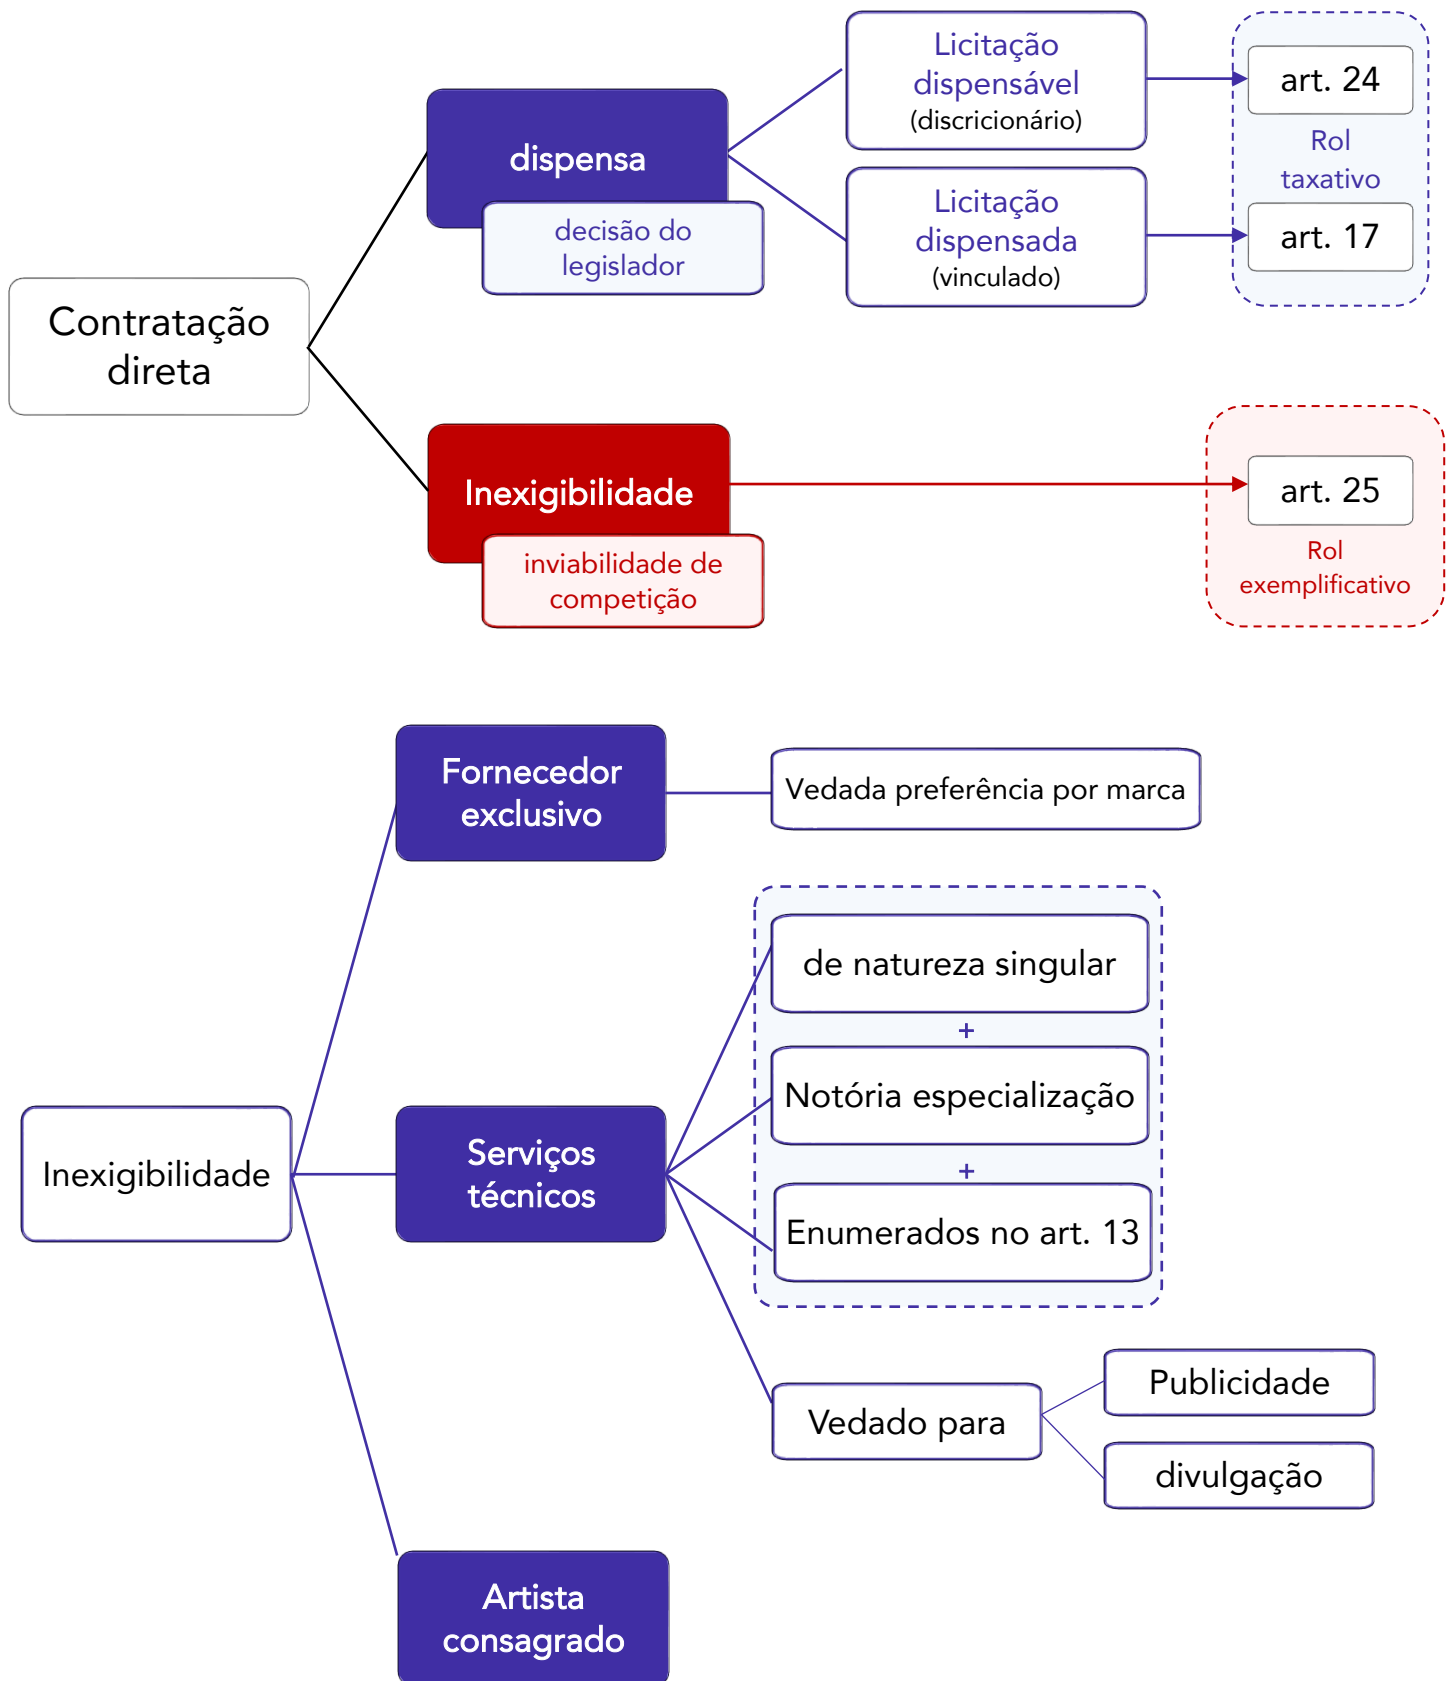 Contratação
direta
dispensa
decisão do
legislador
Licitação
dispensável
(discricionário)
Licitação
dispensada
(vinculado)
art. 24
Rol
taxativo
art. 17
Inexigibilidade
inviabilidade de
competição
art. 25
Rol
exemplificativo
Inexigibilidade
Fornecedor
exclusivo
Vedada preferência por marca
Serviços
técnicos
de natureza singular
+
Notória especialização
+
Enumerados no art. 13
Vedado para
Publicidade
divulgação
Artista
consagrado